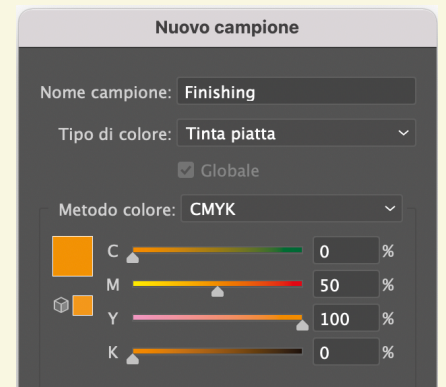 Nuovo campione
Nome campione: Finishing
Tipo di colore: Tinta piatta
Globale
Metodo colore: CMYK
C 0 %
M 50 %
Y 100 %
K 0 %